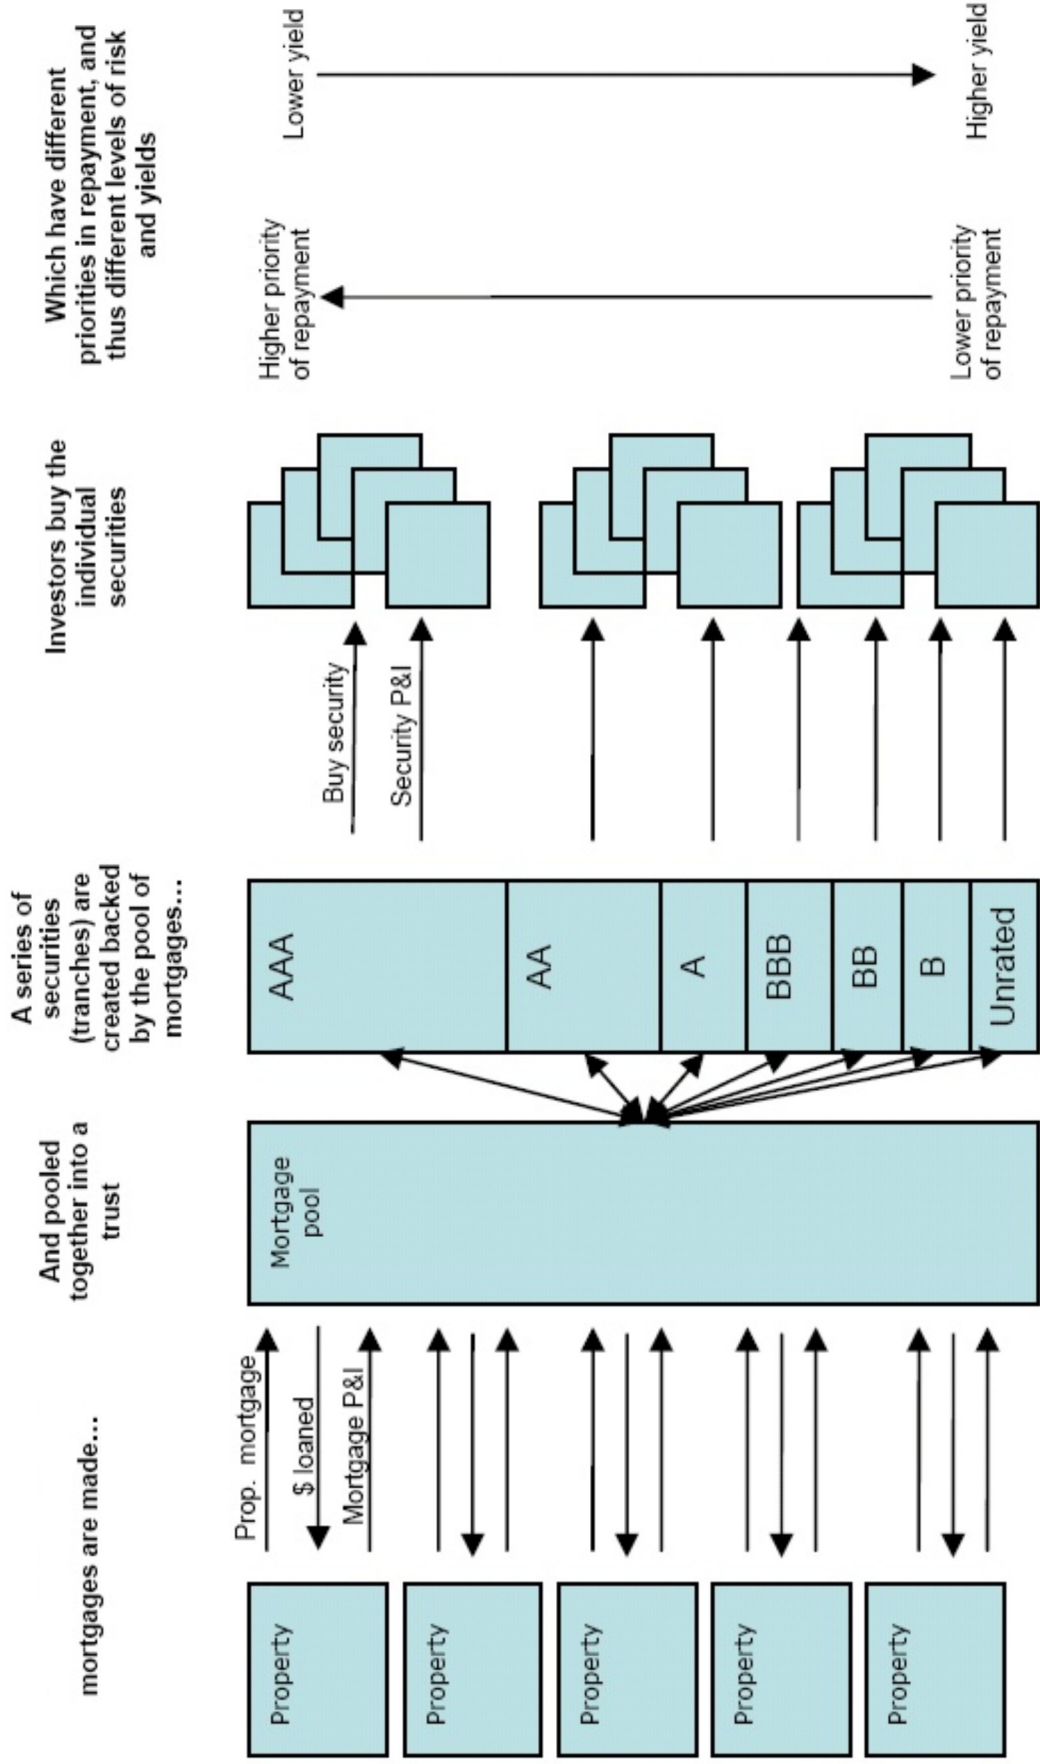 mortgages are made...
And pooled
together into a
trust
A series of
securities
(tranches) are
created backed
by the pool of
mortgages...
Investors buy the
individual
securities
Which have different
priorities in repayment, and
thus different levels of risk
and yields
Property
Property
Property
Property
Property
Prop. mortgage
$ loaned
Mortgage P&I
Mortgage
pool
AAA
AA
A
BBB
BB
B
Unrated
Buy security
Security P&I
Higher priority
of repayment
Lower priority
of repayment
Lower yield
Higher yield